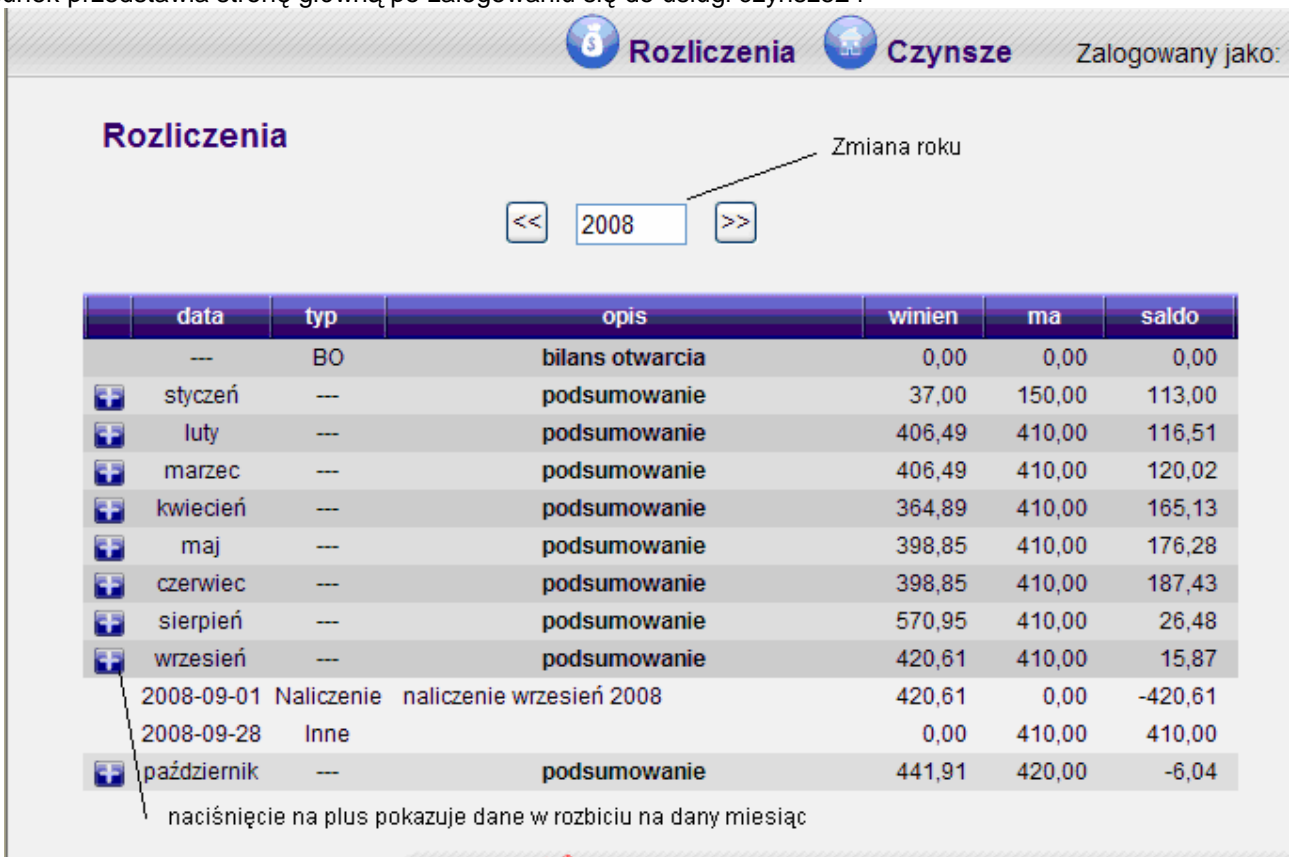 Rozliczenia Czynsze Zalogowany jako:
Rozliczenia
Zmiana roku
<< 2008 >>
data typ opis winien ma saldo
--- BO bilans otwarcia 0,00 0,00 0,00
styczeń --- podsumowanie 37,00 150,00 113,00
luty --- podsumowanie 406,49 410,00 116,51
marzec --- podsumowanie 406,49 410,00 120,02
kwiecień --- podsumowanie 364,89 410,00 165,13
maj --- podsumowanie 398,85 410,00 176,28
czerwiec --- podsumowanie 398,85 410,00 187,43
sierpień --- podsumowanie 570,95 410,00 26,48
wrzesień --- podsumowanie 420,61 410,00 15,87
2008-09-01 Naliczenie naliczenie wrzesień 2008 420,61 0,00 -420,61
2008-09-28 Inne 0,00 410,00 410,00
październik --- podsumowanie 441,91 420,00 -6,04
naciśnięcie na plus pokazuje dane w rozbiciu na dany miesiąc